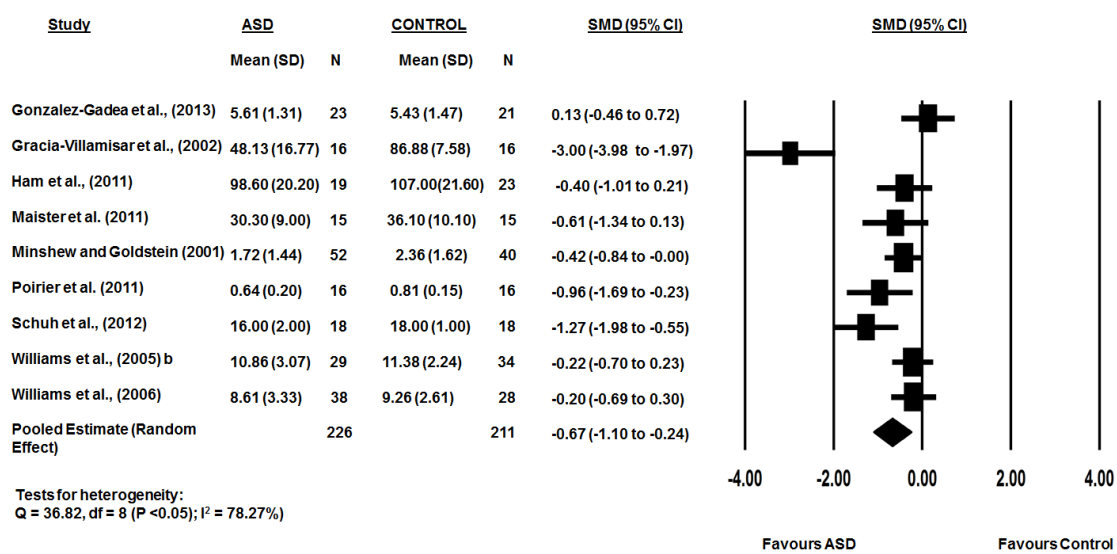 Study ASD CONTROL SMD (95% CI) SMD (95% CI)
Mean (SD) N Mean (SD) N
Gonzalez-Gadea et al., (2013) 5.61 (1.31) 23 5.43 (1.47) 21 0.13 (-0.46 to 0.72)
Gracia-Villamisar et al., (2002) 48.13 (16.77) 16 86.88 (7.58) 16 -3.00 (-3.98 to -1.97)
Ham et al., (2011) 98.60 (20.20) 19 107.00 (21.60) 23 -0.40 (-1.01 to 0.21)
Maister et al. (2011) 30.30 (9.00) 15 36.10 (10.10) 15 -0.61 (-1.34 to 0.13)
Minshew and Goldstein (2001) 1.72 (1.44) 52 2.36 (1.62) 40 -0.42 (-0.84 to -0.00)
Poirier et al. (2011) 0.64 (0.20) 16 0.81 (0.15) 16 -0.96 (-1.69 to -0.23)
Schuh et al., (2012) 16.00 (2.00) 18 18.00 (1.00) 18 -1.27 (-1.98 to -0.55)
Williams et al., (2005) b 10.86 (3.07) 29 11.38 (2.24) 34 -0.22 (-0.70 to 0.23)
Williams et al., (2006) 8.61 (3.33) 38 9.26 (2.61) 28 -0.20 (-0.69 to 0.30)
Pooled Estimate (Random 226 211 -0.67 (-1.10 to -0.24)
Effect)
-4.00 -2.00 0.00 2.00 4.00
Tests for heterogeneity:
Q = 36.82, df = 8 (P <0.05); I² = 78.27%)
Favours ASD Favours Control